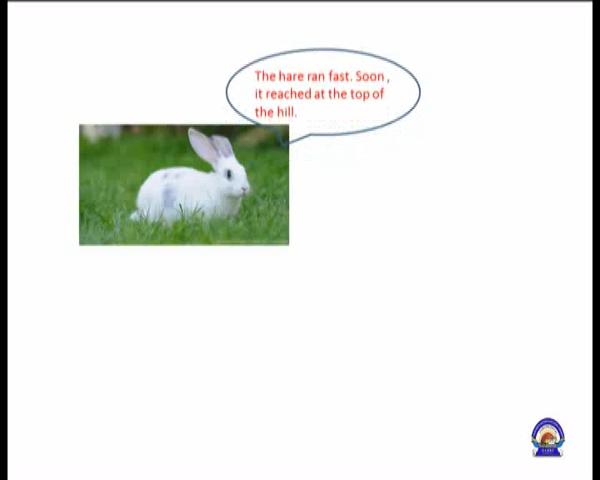 The hare ran fast. Soon ,
it reached at the top of
the hill.